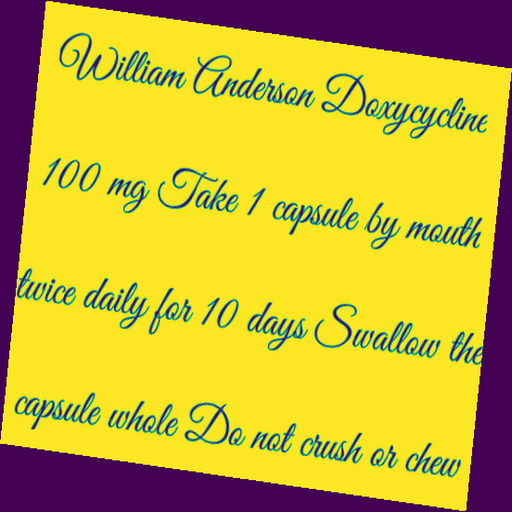 William Anderson Doxycycline
100 mg Take 1 capsule by mouth
twice daily for 10 days Swallow the
capsule whole Do not crush or chew